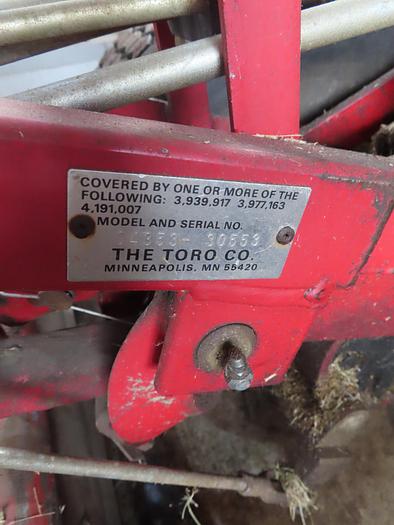 COVERED BY ONE OR MORE OF THE
FOLLOWING: 3,939,917 3,977,163
4,191,007
MODEL AND SERIAL NO.
THE TORO CO.
MINNEAPOLIS. MN 55420